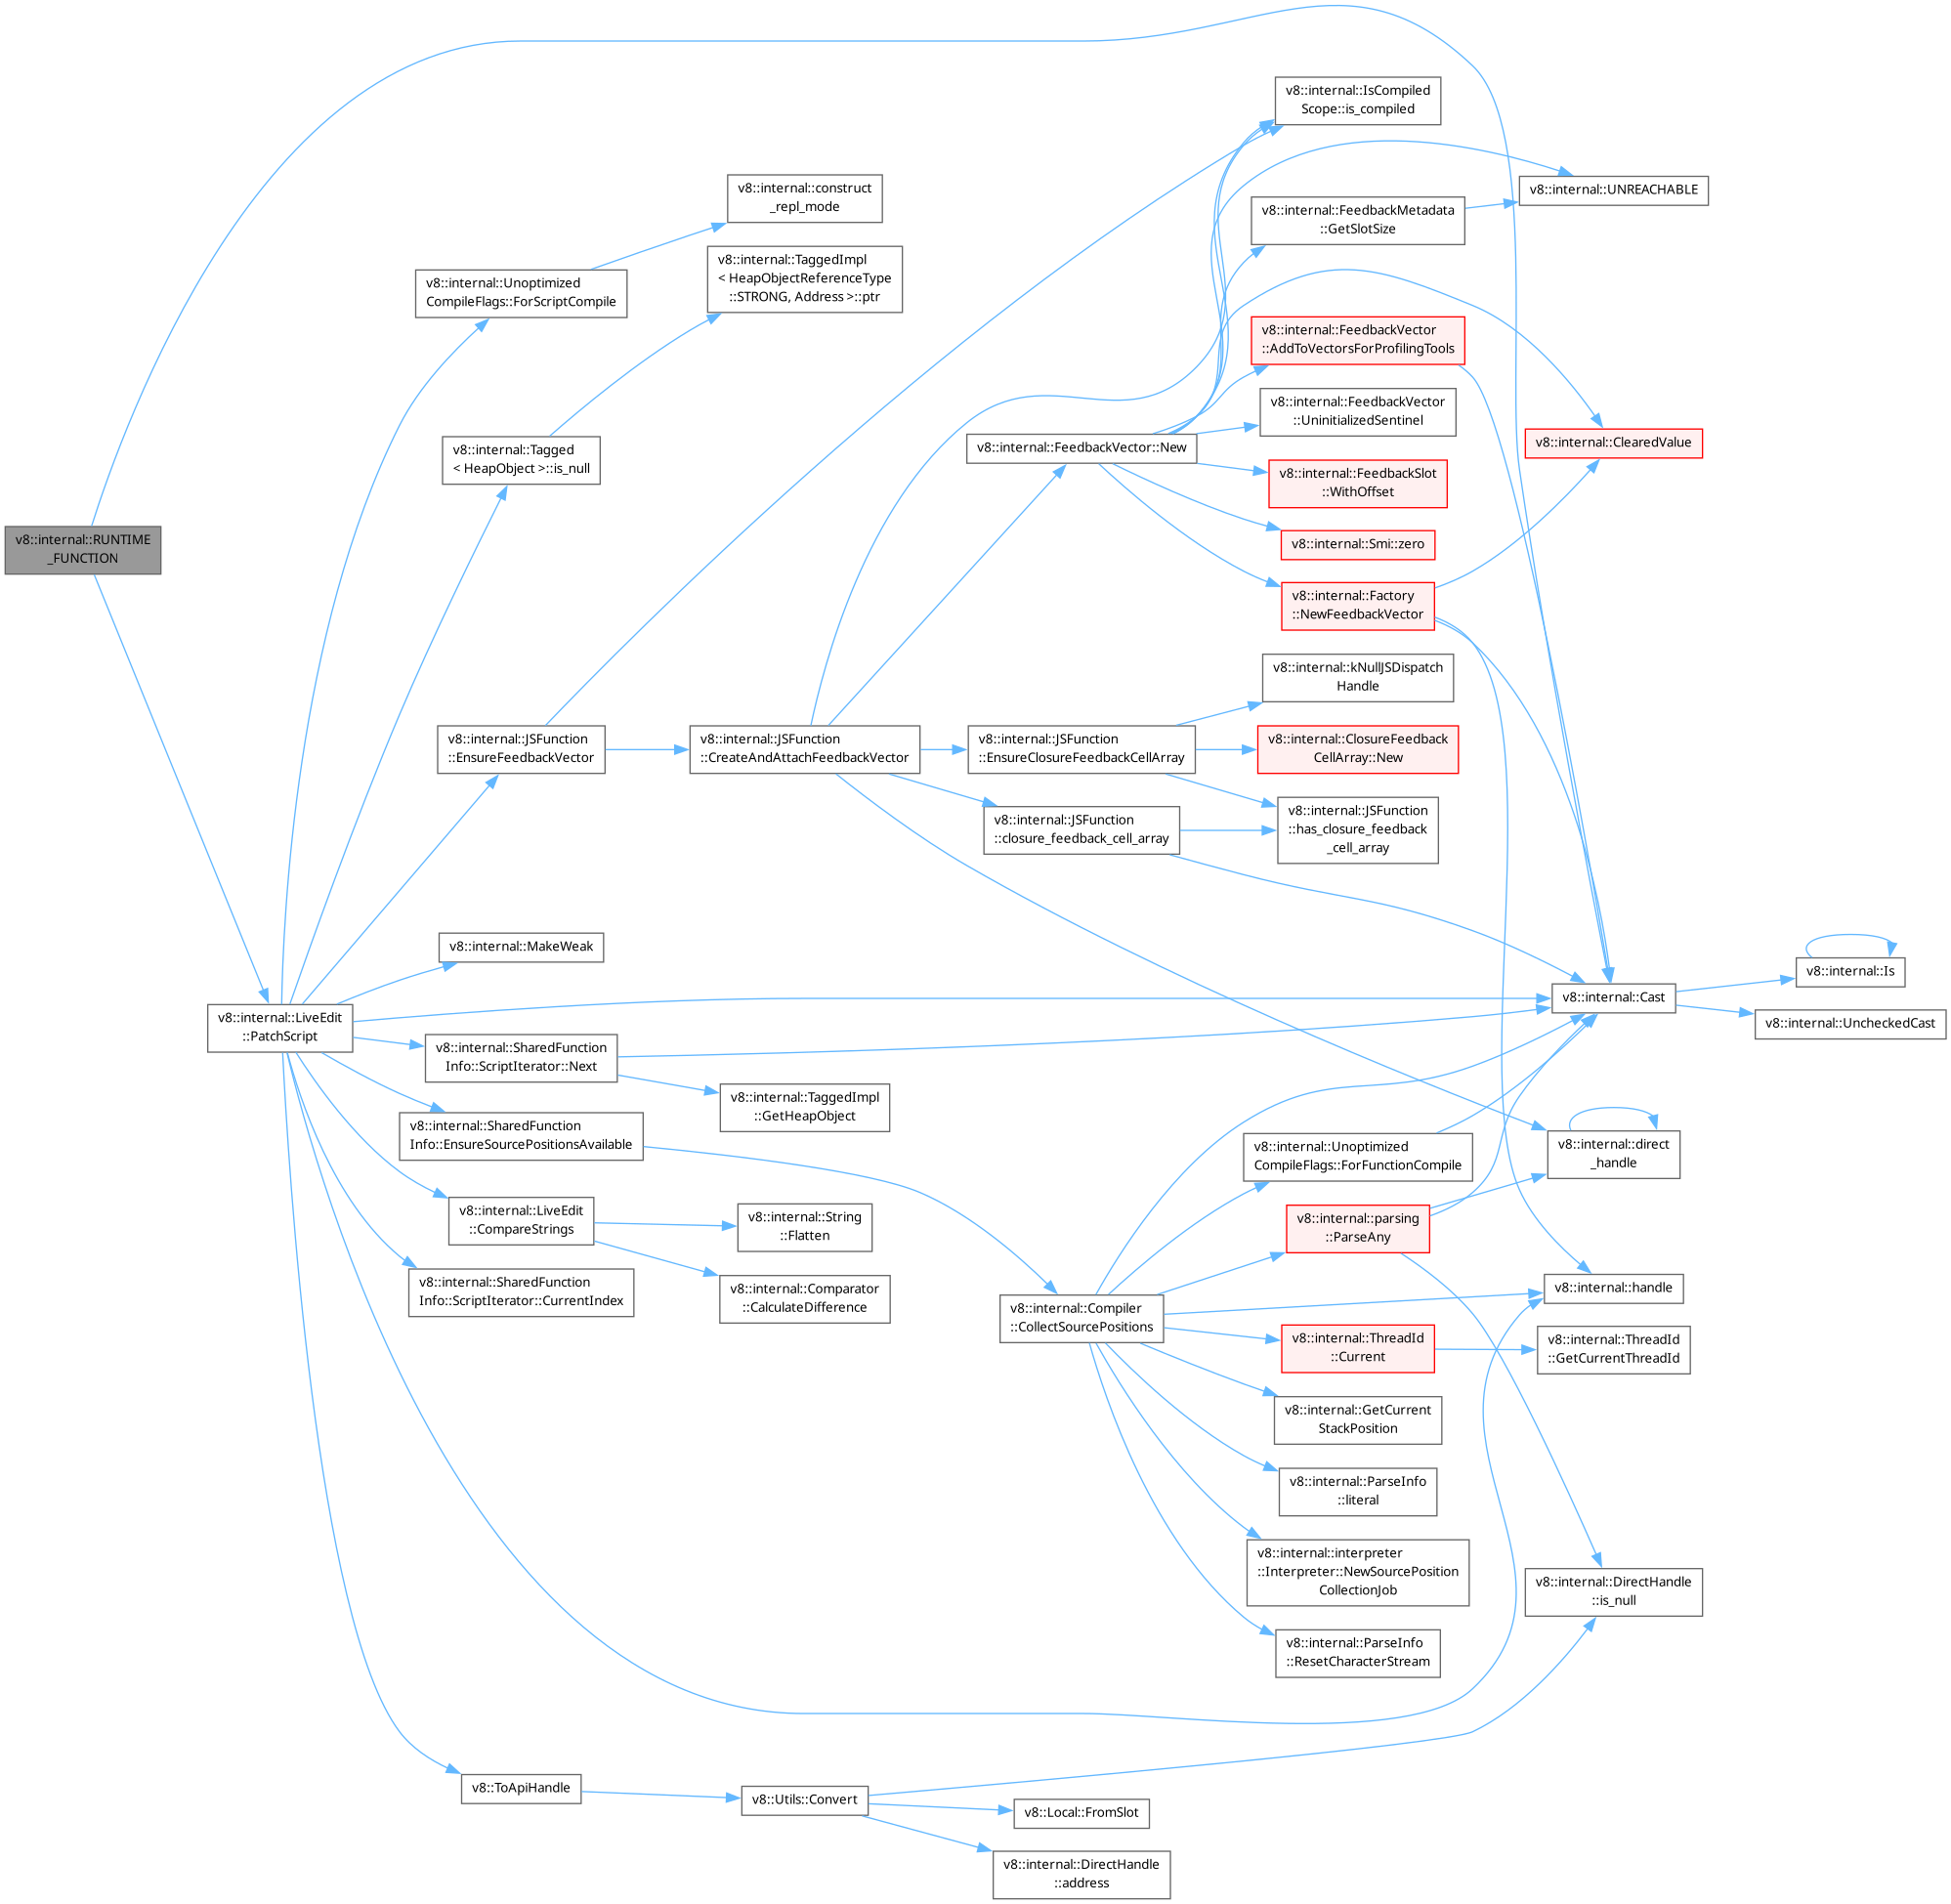 v8::internal::RUNTIME
_FUNCTION
v8::internal::LiveEdit
::PatchScript
v8::internal::Unoptimized
CompileFlags::ForScriptCompile
v8::internal::Tagged
< HeapObject >::is_null
v8::internal::JSFunction
::EnsureFeedbackVector
v8::internal::MakeWeak
v8::internal::SharedFunction
Info::ScriptIterator::Next
v8::internal::SharedFunction
Info::EnsureSourcePositionsAvailable
v8::internal::LiveEdit
::CompareStrings
v8::internal::SharedFunction
Info::ScriptIterator::CurrentIndex
v8::ToApiHandle
v8::internal::construct
_repl_mode
v8::internal::TaggedImpl
< HeapObjectReferenceType
::STRONG, Address >::ptr
v8::internal::JSFunction
::CreateAndAttachFeedbackVector
v8::internal::TaggedImpl
::GetHeapObject
v8::internal::String
::Flatten
v8::internal::Comparator
::CalculateDifference
v8::Utils::Convert
v8::internal::FeedbackVector::New
v8::internal::JSFunction
::EnsureClosureFeedbackCellArray
v8::internal::JSFunction
::closure_feedback_cell_array
v8::internal::Compiler
::CollectSourcePositions
v8::Local::FromSlot
v8::internal::DirectHandle
::address
v8::internal::IsCompiled
Scope::is_compiled
v8::internal::FeedbackMetadata
::GetSlotSize
v8::internal::FeedbackVector
::AddToVectorsForProfilingTools
v8::internal::FeedbackVector
::UninitializedSentinel
v8::internal::FeedbackSlot
::WithOffset
v8::internal::Smi::zero
v8::internal::Factory
::NewFeedbackVector
v8::internal::kNullJSDispatch
Handle
v8::internal::ClosureFeedback
CellArray::New
v8::internal::JSFunction
::has_closure_feedback
_cell_array
v8::internal::Unoptimized
CompileFlags::ForFunctionCompile
v8::internal::parsing
::ParseAny
v8::internal::ThreadId
::Current
v8::internal::GetCurrent
StackPosition
v8::internal::ParseInfo
::literal
v8::internal::interpreter
::Interpreter::NewSourcePosition
CollectionJob
v8::internal::ParseInfo
::ResetCharacterStream
v8::internal::UNREACHABLE
v8::internal::ClearedValue
v8::internal::Cast
v8::internal::direct
_handle
v8::internal::handle
v8::internal::ThreadId
::GetCurrentThreadId
v8::internal::DirectHandle
::is_null
v8::internal::Is
v8::internal::UncheckedCast